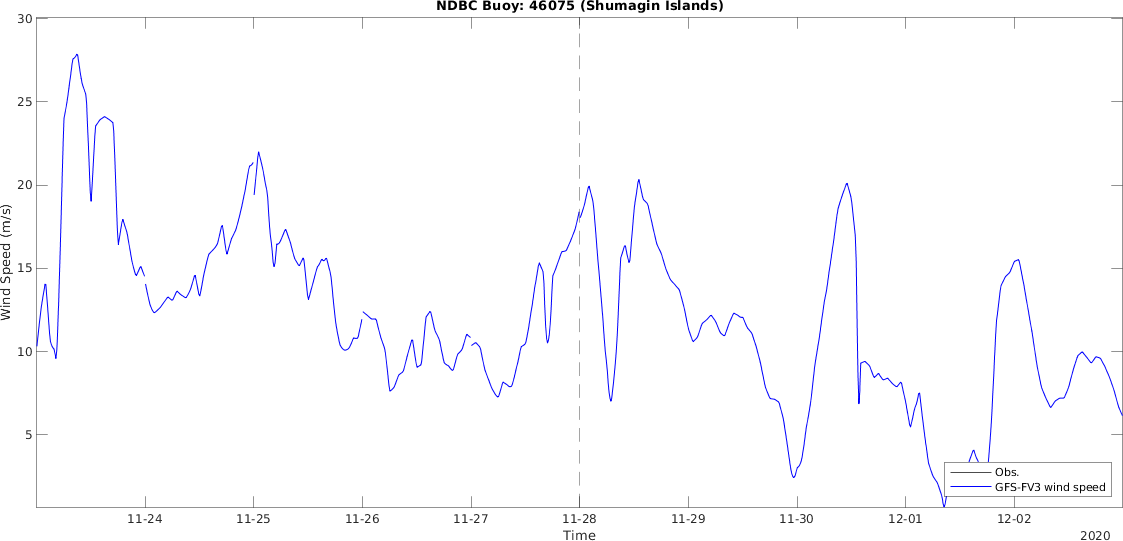 NDBC Buoy: 46075 (Shumagin Islands)
30
25
20
15
10
5
Wind Speed (m/s)
11-24 11-25 11-26 11-27 11-28 11-29 11-30 12-01 12-02
Time
2020
Obs.
GFS-FV3 wind speed